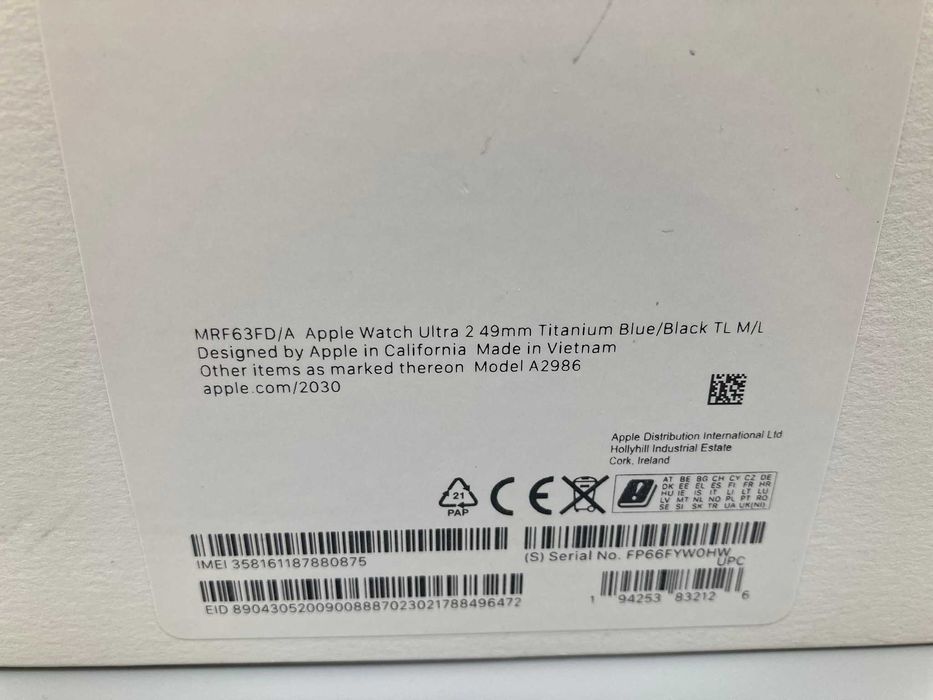 MRF63FD/A Apple Watch Ultra 2 49mm Titanium Blue/Black TL M/L
Designed by Apple in California Made in Vietnam
Other items as marked thereon Model A2986
apple.com/2030
Apple Distribution International Ltd
Hollyhill Industrial Estate
Cork, Ireland
21
PAP
CE
AT BE BG CH CY CZ DE
DK EE EL ES FI FR HR
HU IE IS IT LI LT LU
LV MT NL NO PL PT RO
SE SI SK TR UA UK(NI)
IMEI 358161187880875
(S) Serial No. FP66FYW0HW
UPC
EID 89043052009008887023021788496472
1 94253 83212 6